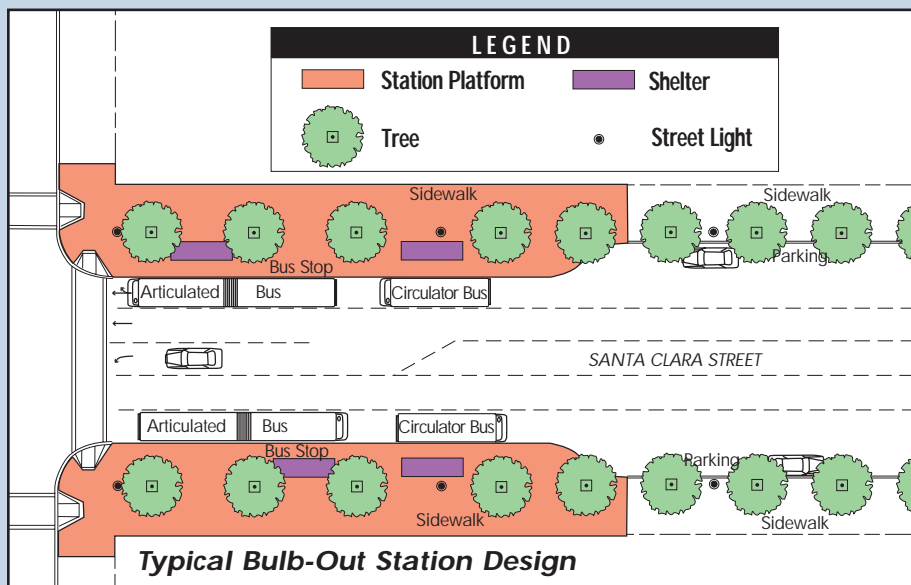 LEGEND
Station Platform
Shelter
Tree
Street Light
Sidewalk
Sidewalk
Bus Stop
Parking
Articulated Bus
Circulator Bus
SANTA CLARA STREET
Articulated Bus
Circulator Bus
Bus Stop
Parking
Sidewalk
Sidewalk
Typical Bulb-Out Station Design